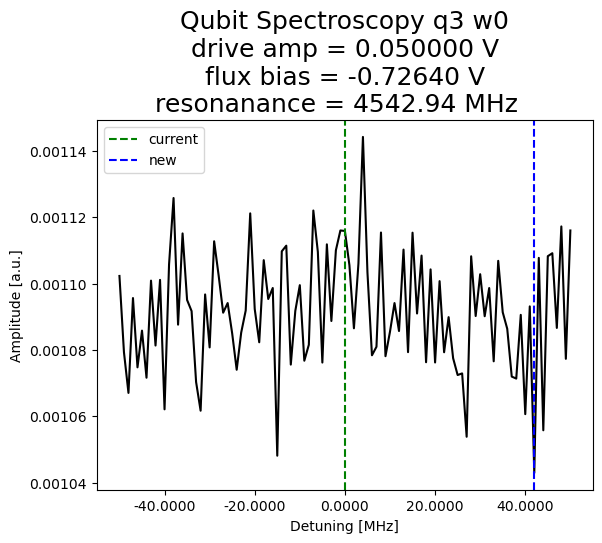 Qubit Spectroscopy q3 w0
drive amp = 0.050000 V
flux bias = -0.72640 V
resonanance = 4542.94 MHz
current
new
Amplitude [a.u.]
0.00114
0.00112
0.00110
0.00108
0.00106
0.00104
-40.0000 -20.0000 0.0000 20.0000 40.0000
Detuning [MHz]